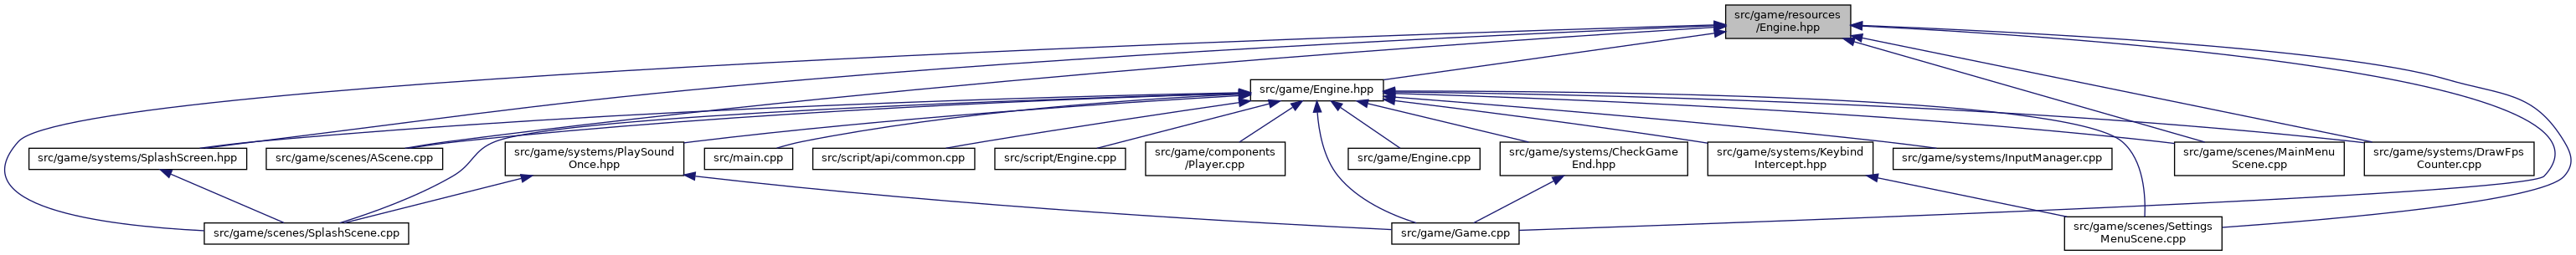 src/game/resources
/Engine.hpp
src/game/Engine.hpp
src/game/systems/SplashScreen.hpp
src/game/scenes/AScene.cpp
src/game/systems/PlaySound
Once.hpp
src/main.cpp
src/script/api/common.cpp
src/script/Engine.cpp
src/game/components
/Player.cpp
src/game/Engine.cpp
src/game/systems/CheckGame
End.hpp
src/game/systems/Keybind
Intercept.hpp
src/game/systems/InputManager.cpp
src/game/scenes/MainMenu
Scene.cpp
src/game/systems/DrawFps
Counter.cpp
src/game/scenes/SplashScene.cpp
src/game/Game.cpp
src/game/scenes/Settings
MenuScene.cpp